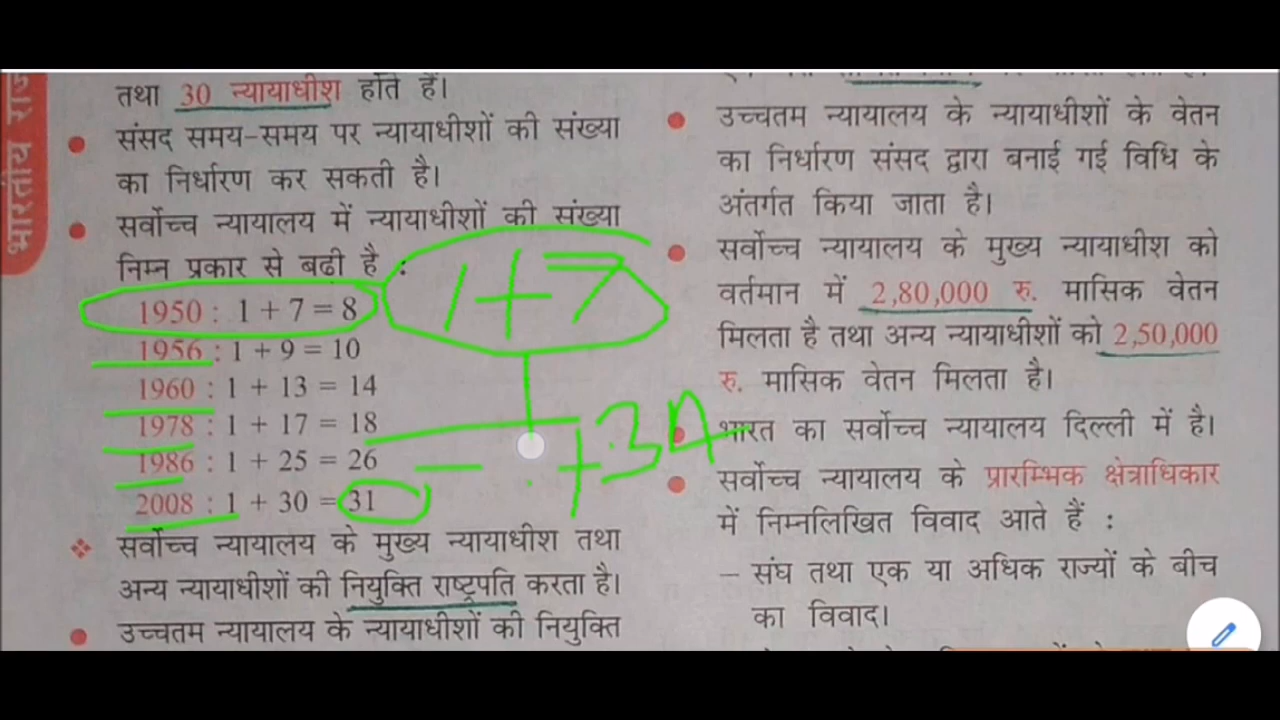 भारतीय
तथा 30 न्यायाधीश होते हैं।
संसद समय-समय पर न्यायाधीशों की संख्या
का निर्धारण कर सकती है।
सर्वोच्च न्यायालय में न्यायाधीशों की संख्या
निम्न प्रकार से बढी है :
1950 : 1 + 7 = 8
1956 : 1 + 9 = 10
1960 : 1 + 13 = 14
1978 : 1 + 17 = 18
1986 : 1 + 25 = 26
2008 : 1 + 30 = 31
1+7
सर्वोच्च न्यायालय के मुख्य न्यायाधीश तथा
अन्य न्यायाधीशों की नियुक्ति राष्ट्रपति करता है।
उच्चतम न्यायालय के न्यायाधीशों की नियुक्ति
उच्चतम न्यायालय के न्यायाधीशों के वेतन
का निर्धारण संसद द्वारा बनाई गई विधि के
अंतर्गत किया जाता है।
सर्वोच्च न्यायालय के मुख्य न्यायाधीश को
वर्तमान में 2,80,000 रु. मासिक वेतन
मिलता है तथा अन्य न्यायाधीशों को 2,50,000
रु. मासिक वेतन मिलता है।
भारत का सर्वोच्च न्यायालय दिल्ली में है।
सर्वोच्च न्यायालय के प्रारम्भिक क्षेत्राधिकार
में निम्नलिखित विवाद आते हैं :
– संघ तथा एक या अधिक राज्यों के बीच
का विवाद।